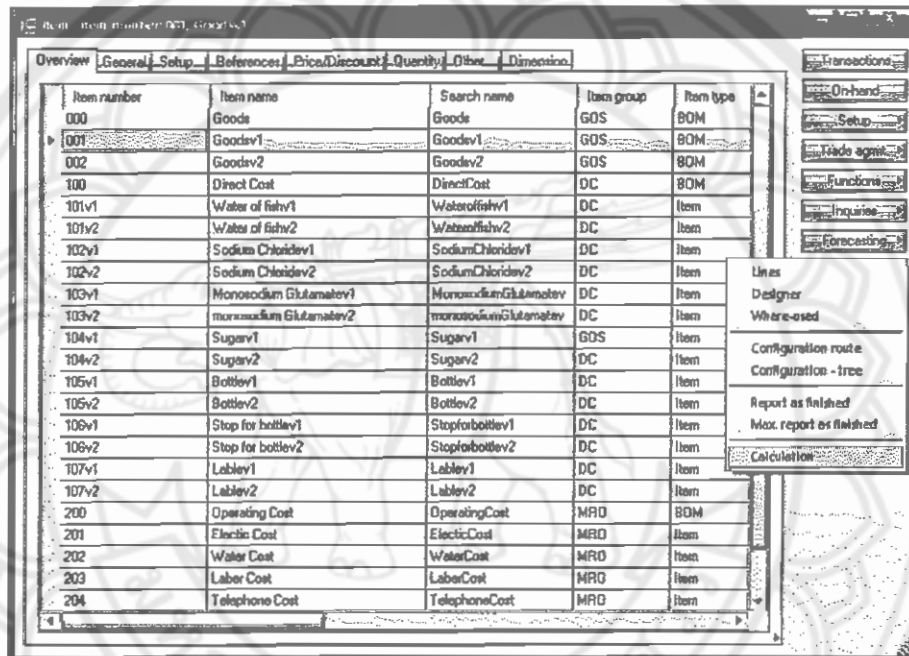 Item - item number: 001, Goodsv1
Overview General Setup References Price/Discount Quantity Other Dimension
Item number Item name Search name Item group Item type
000 Goods Goods GOS BOM
001 Goodsv1 Goodsv1 GOS BOM
002 Goodsv2 Goodsv2 GOS BOM
100 Direct Cost DirectCost DC BOM
101v1 Water of fishv1 Wateroffishv1 DC Item
101v2 Water of fishv2 Wateroffishv2 DC Item
102v1 Sodium Chloridev1 SodiumChloridev1 DC Item
102v2 Sodium Chloridev2 SodiumChloridev2 DC Item
103v1 Monosodium Glutamatev1 MonosodiumGlutamatev DC Item
103v2 monosodium Glutamatev2 monosodiumGlutamatev DC Item
104v1 Sugarv1 Sugarv1 GOS Item
104v2 Sugarv2 Sugarv2 DC Item
105v1 Bottlev1 Bottlev1 DC Item
105v2 Bottlev2 Bottlev2 DC Item
106v1 Stop for bottlev1 Stopforbottlev1 DC Item
106v2 Stop for bottlev2 Stopforbottlev2 DC Item
107v1 Lablev1 Lablev1 DC Item
107v2 Lablev2 Lablev2 DC Item
200 Operating Cost OperatingCost MRO BOM
201 Electic Cost ElecticCost MRO Item
202 Water Cost WaterCost MRO Item
203 Laber Cost LaberCost MRO Item
204 Telephone Cost TelephoneCost MRO Item
Transactions
On-hand
Setup
Trade agmt.
Functions
Inquiries
Forecasting
Lines
Designer
Where-used
Configuration route
Configuration - tree
Report as finished
Max. report as finished
Calculation